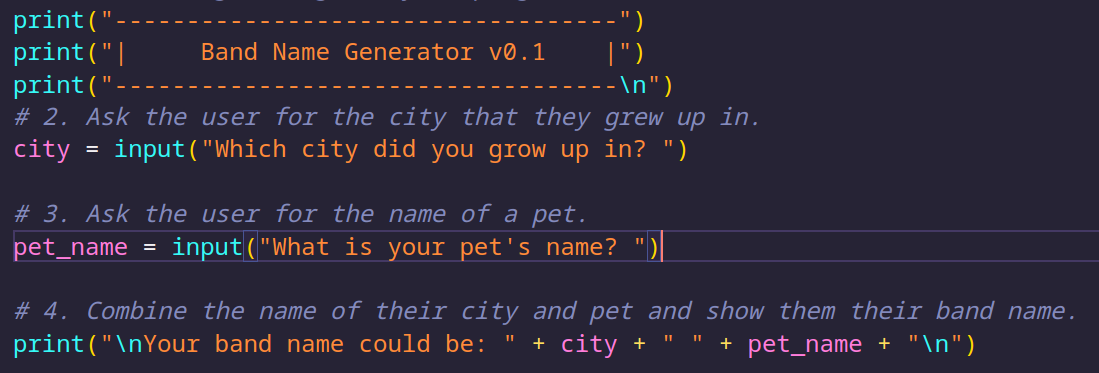 print("-----------------------------------")
print("|     Band Name Generator v0.1    |")
print("-----------------------------------\n")
# 2. Ask the user for the city that they grew up in.
city = input("Which city did you grow up in? ")
# 3. Ask the user for the name of a pet.
pet_name = input("What is your pet's name? ")
# 4. Combine the name of their city and pet and show them their band name.
print("\nYour band name could be: " + city + " " + pet_name + "\n")